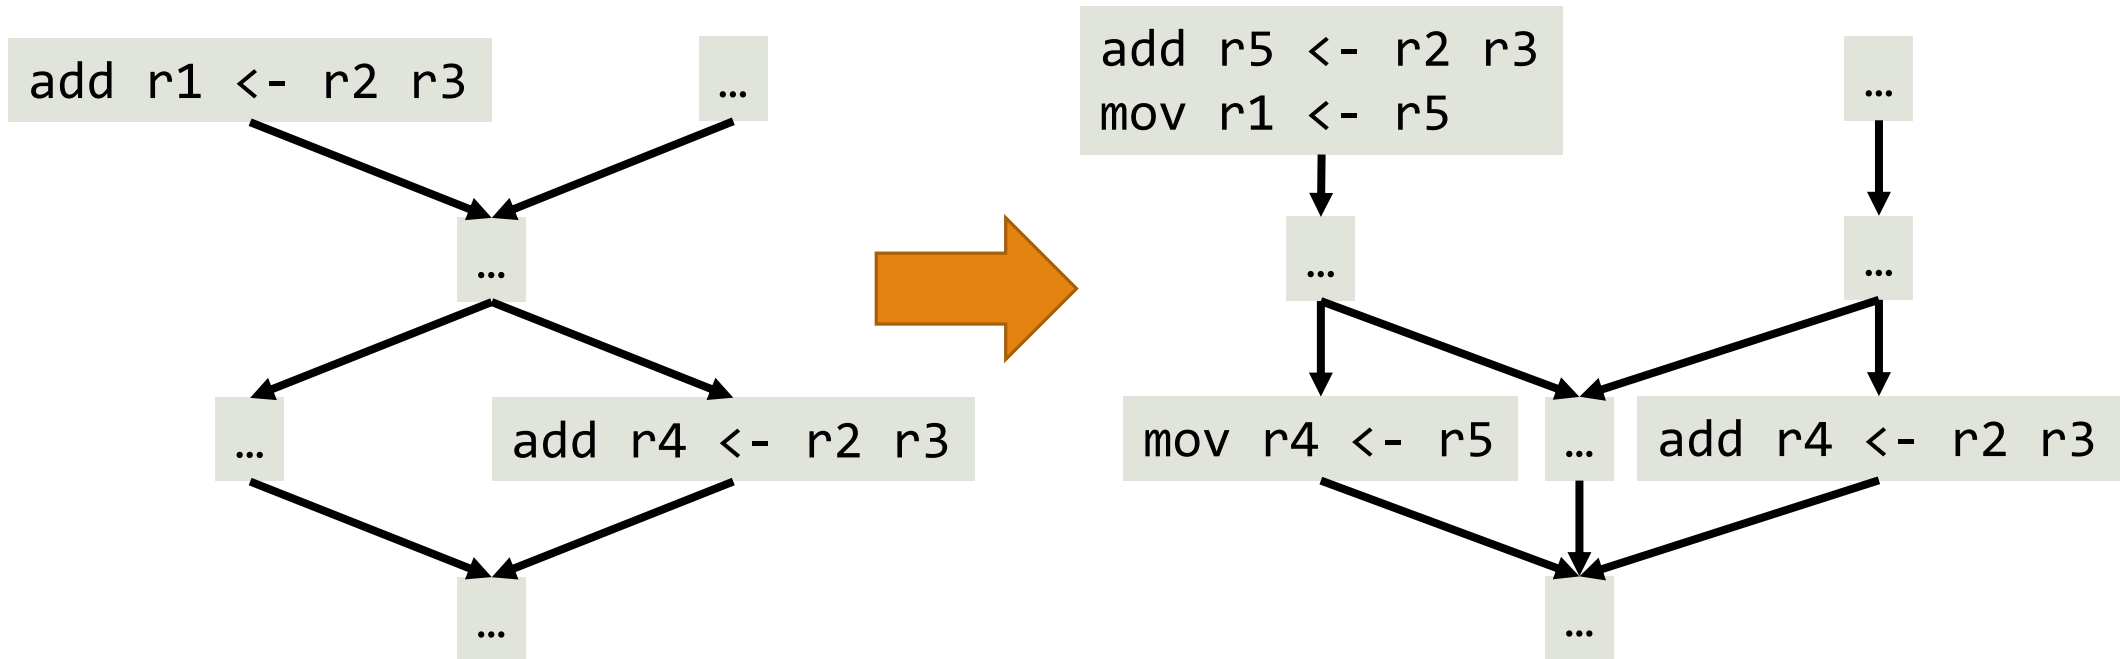 add r1 <- r2 r3
…
…
…
add r4 <- r2 r3
…
add r5 <- r2 r3
mov r1 <- r5
…
…
…
mov r4 <- r5
…
add r4 <- r2 r3
…